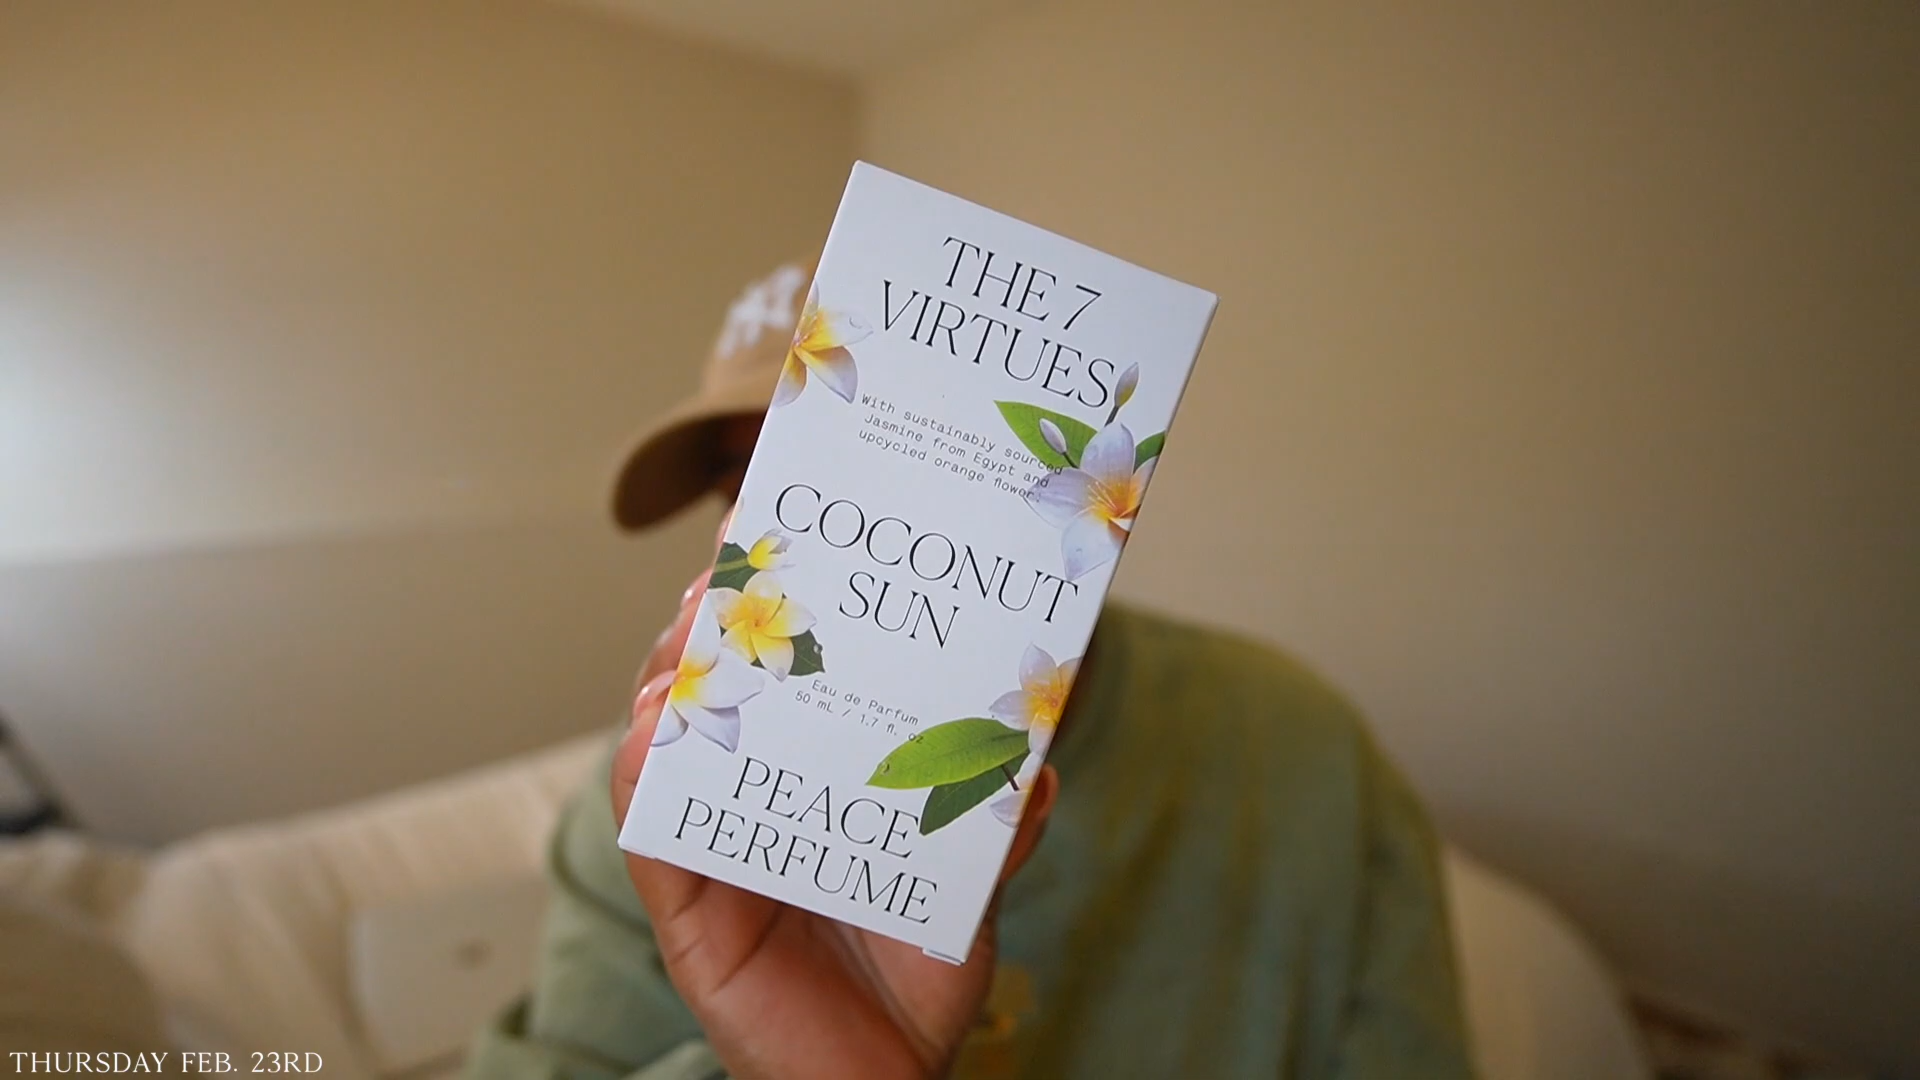 THE 7
VIRTUES
With sustainably sourced
Jasmine from Egypt and
upcycled orange flower.
COCONUT
SUN
Eau de Parfum
50 mL / 1.7 fl. oz
PEACE
PERFUME
THURSDAY FEB. 23RD